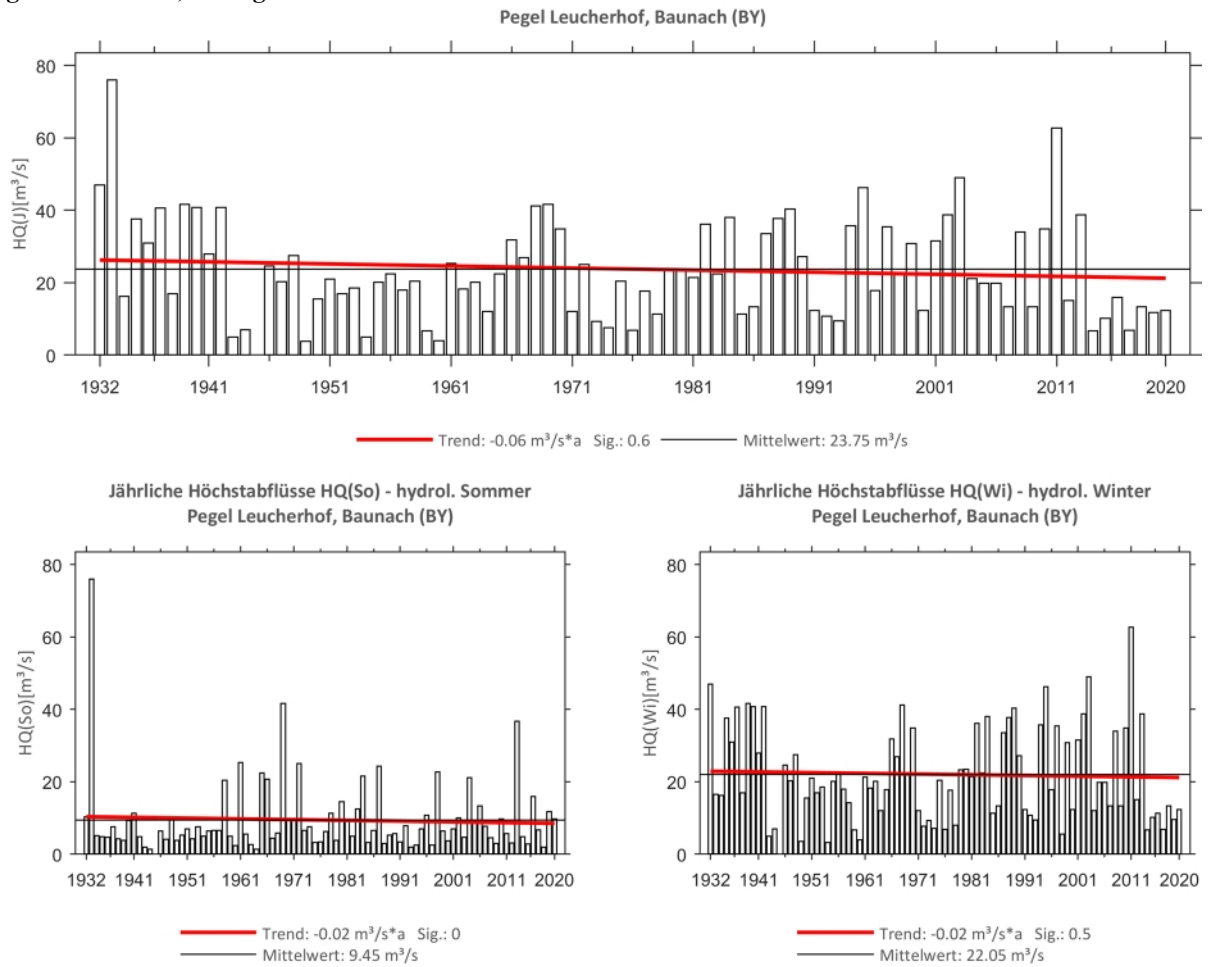 Pegel Leucherhof, Baunach (BY)
80
60
40
20
0
HQ(J)[m³/s]
1932 1941 1951 1961 1971 1981 1991 2001 2011 2020
Trend: -0.06 m³/s*a Sig.: 0.6 Mittelwert: 23.75 m³/s
Jährliche Höchstabflüsse HQ(So) - hydrol. Sommer
Pegel Leucherhof, Baunach (BY)
80
60
40
20
0
HQ(So)[m³/s]
1932 1941 1951 1961 1971 1981 1991 2001 2011 2020
Trend: -0.02 m³/s*a Sig.: 0
Mittelwert: 9.45 m³/s
Jährliche Höchstabflüsse HQ(Wi) - hydrol. Winter
Pegel Leucherhof, Baunach (BY)
80
60
40
20
0
HQ(Wi)[m³/s]
1932 1941 1951 1961 1971 1981 1991 2001 2011 2020
Trend: -0.02 m³/s*a Sig.: 0.5
Mittelwert: 22.05 m³/s